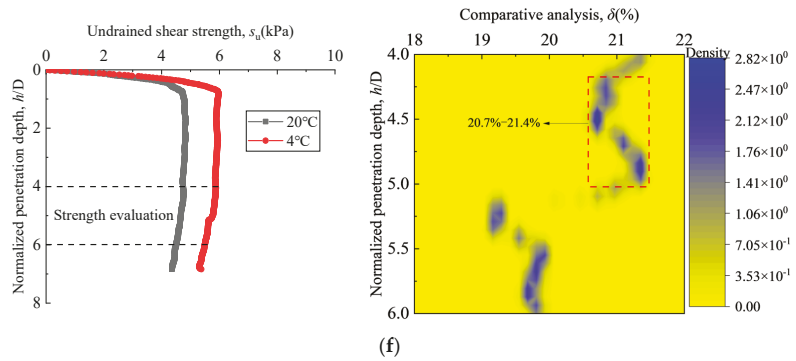 Undrained shear strength, su(kPa)
0 2 4 6 8 10
Normalized penetration depth, h/D
0
2
4
6
8
20℃
4℃
Strength evaluation
Comparative analysis, δ(%)
18 19 20 21 22
Normalized penetration depth, h/D
4.0
4.5
5.0
5.5
6.0
20.7%−21.4%
Density
2.82×10⁰
2.47×10⁰
2.12×10⁰
1.76×10⁰
1.41×10⁰
1.06×10⁰
7.05×10⁻¹
3.53×10⁻¹
0.00
(f)